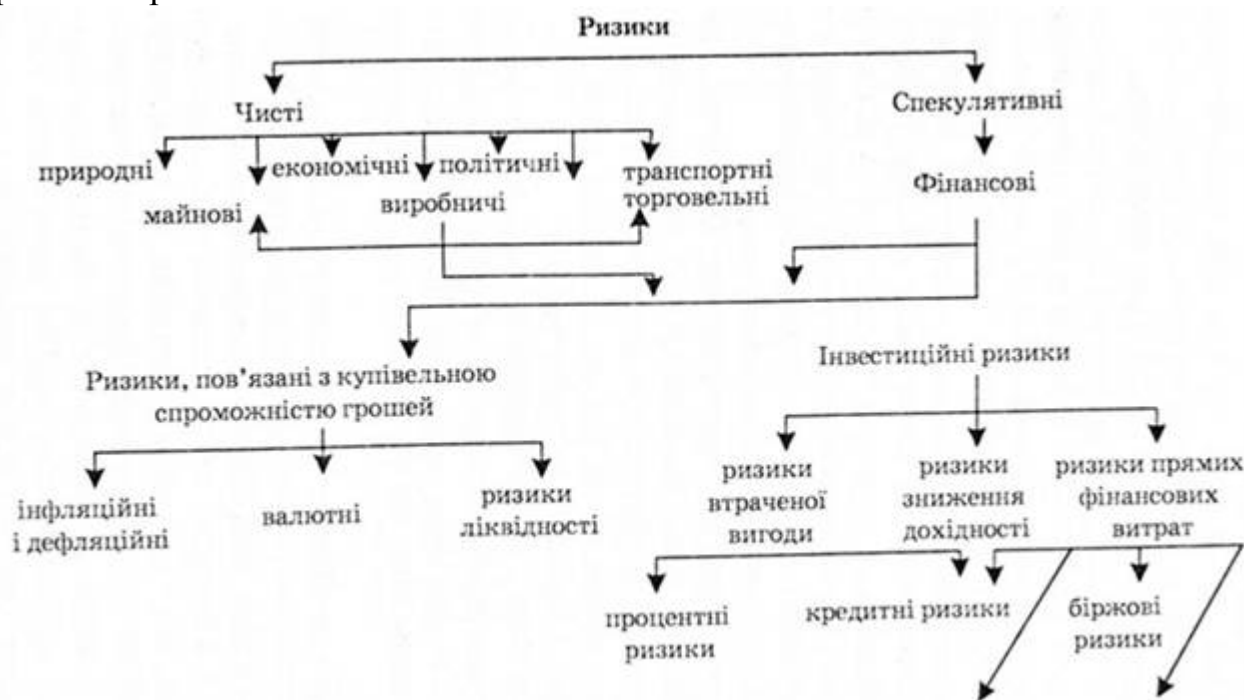 Ризики
Чисті
Спекулятивні
природні
економічні
політичні
транспортні
торговельні
майнові
виробничі
Фінансові
Ризики, пов'язані з купівельною
спроможністю грошей
Інвестиційні ризики
інфляційні
і дефляційні
валютні
ризики
ліквідності
ризики
втраченої
вигоди
ризики
зниження
дохідності
ризики прямих
фінансових
витрат
процентні
ризики
кредитні ризики
біржові
ризики